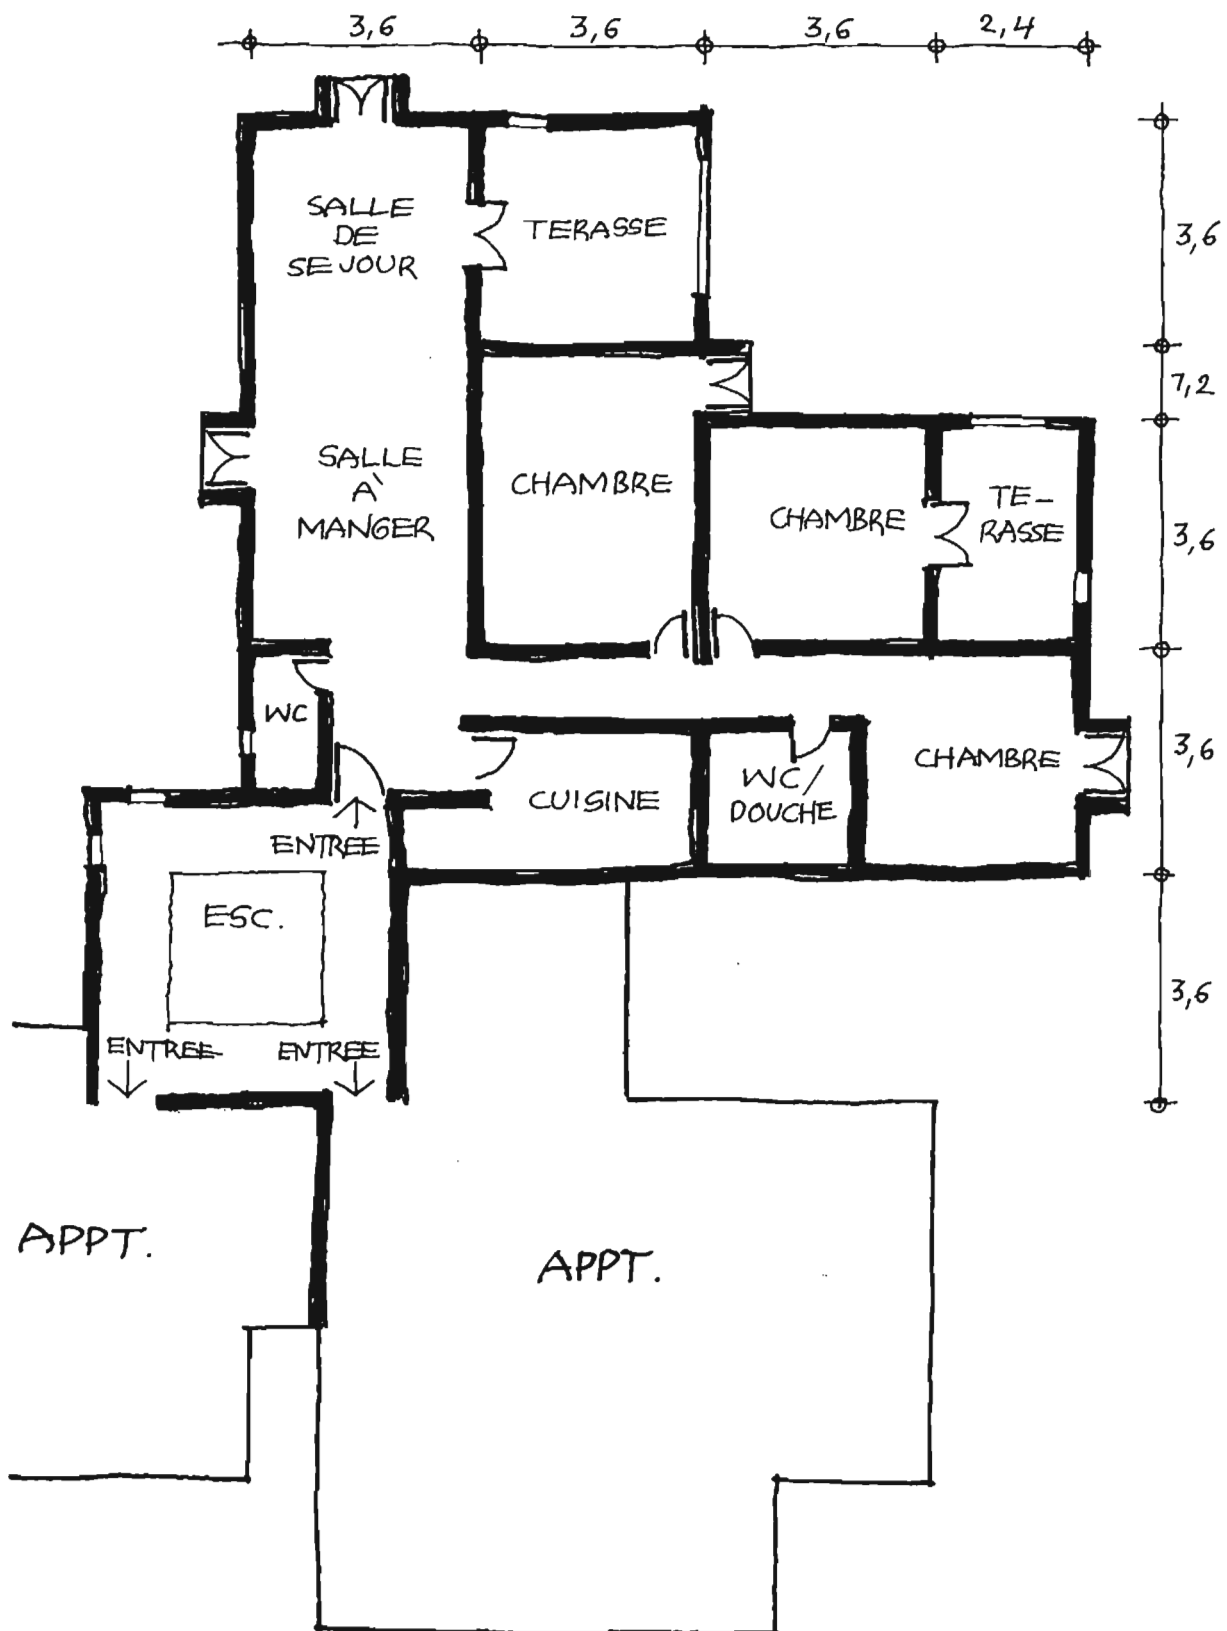 3,6 3,6 3,6 2,4
SALLE
DE
SEJOUR
TERASSE
3,6
7,2
SALLE
A'
MANGER
CHAMBRE
CHAMBRE
TE-
RASSE
3,6
WC
CHAMBRE
3,6
CUISINE
WC/
DOUCHE
ENTREE
ESC.
3,6
ENTREE ENTREE
APPT.
APPT.